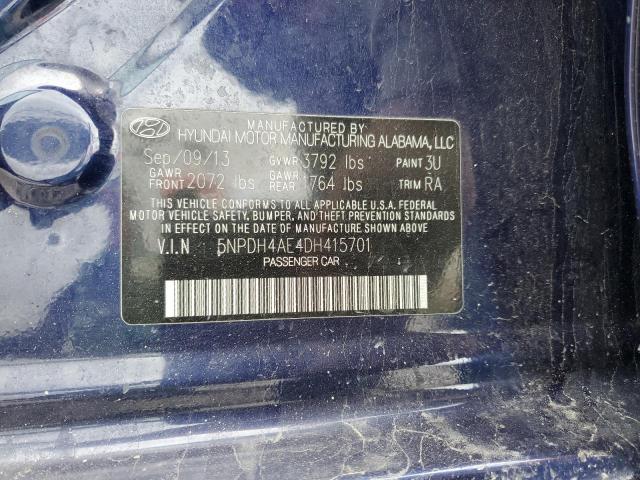 MANUFACTURED BY
HYUNDAI MOTOR MANUFACTURING ALABAMA, LLC
Sep/09/13 GVWR 3792 lbs PAINT 3U
GAWR FRONT 2072 lbs GAWR REAR 1764 lbs TRIM RA
THIS VEHICLE CONFORMS TO ALL APPLICABLE U.S.A. FEDERAL
MOTOR VEHICLE SAFETY, BUMPER, AND THEFT PREVENTION STANDARDS
IN EFFECT ON THE DATE OF MANUFACTURE SHOWN ABOVE
V.I.N 5NPDH4AE4DH415701
PASSENGER CAR